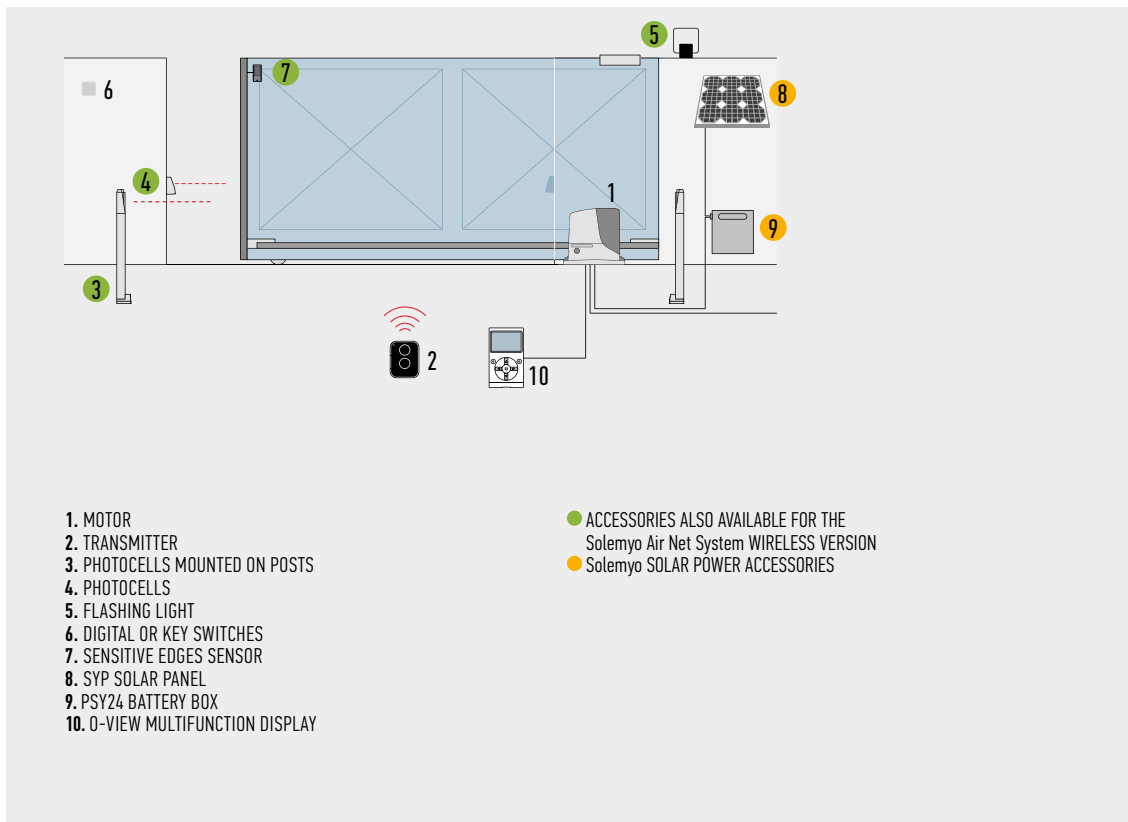 5
6
7
8
4
1
9
3
2
10
1. MOTOR
2. TRANSMITTER
3. PHOTOCELLS MOUNTED ON POSTS
4. PHOTOCELLS
5. FLASHING LIGHT
6. DIGITAL OR KEY SWITCHES
7. SENSITIVE EDGES SENSOR
8. SYP SOLAR PANEL
9. PSY24 BATTERY BOX
10. O-VIEW MULTIFUNCTION DISPLAY
ACCESSORIES ALSO AVAILABLE FOR THE
Solemyo Air Net System WIRELESS VERSION
Solemyo SOLAR POWER ACCESSORIES